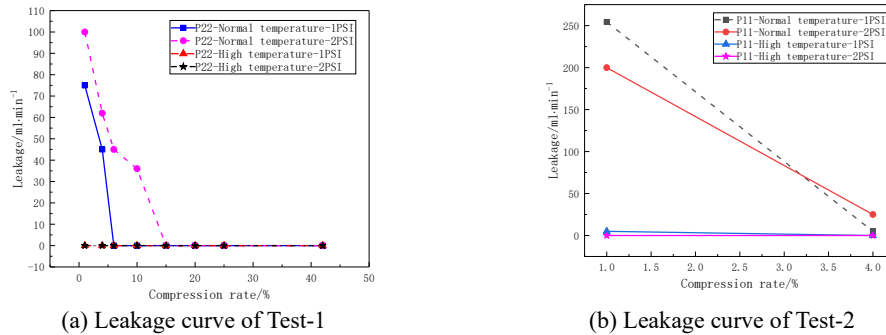 P22-Normal temperature-1PSI
P22-Normal temperature-2PSI
P22-High temperature-1PSI
P22-High temperature-2PSI
110
100
90
80
70
60
50
40
30
20
10
0
-10
Leakage/ml·min⁻¹
0 10 20 30 40 50
Compression rate/%
(a) Leakage curve of Test-1
P11-Normal temperature-1PSI
P11-Normal temperature-2PSI
P11-High temperature-1PSI
P11-High temperature-2PSI
250
200
150
100
50
0
Leakage/ml·min⁻¹
1.0 1.5 2.0 2.5 3.0 3.5 4.0
Compression rate/%
(b) Leakage curve of Test-2